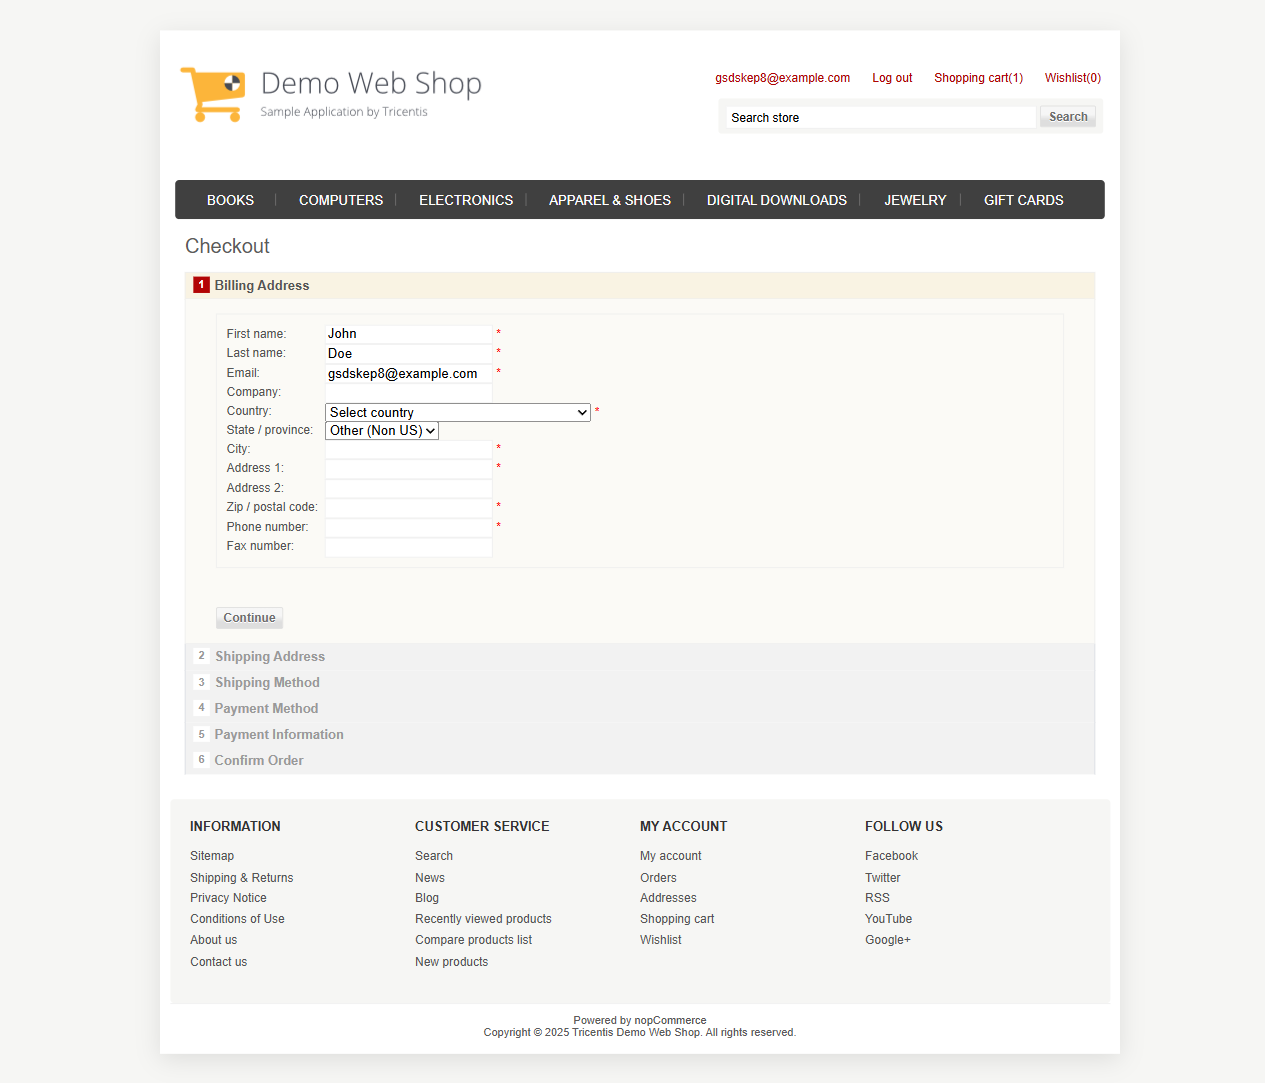 Demo Web Shop
Sample Application by Tricentis
gsdskep8@example.com Log out Shopping cart(1) Wishlist(0)
Search store Search
BOOKS COMPUTERS ELECTRONICS APPAREL & SHOES DIGITAL DOWNLOADS JEWELRY GIFT CARDS
Checkout
1 Billing Address
First name: John *
Last name: Doe *
Email: gsdskep8@example.com *
Company:
Country: Select country *
State / province: Other (Non US)
City: *
Address 1: *
Address 2:
Zip / postal code: *
Phone number: *
Fax number:
Continue
2 Shipping Address
3 Shipping Method
4 Payment Method
5 Payment Information
6 Confirm Order
INFORMATION
Sitemap
Shipping & Returns
Privacy Notice
Conditions of Use
About us
Contact us
CUSTOMER SERVICE
Search
News
Blog
Recently viewed products
Compare products list
New products
MY ACCOUNT
My account
Orders
Addresses
Shopping cart
Wishlist
FOLLOW US
Facebook
Twitter
RSS
YouTube
Google+
Powered by nopCommerce
Copyright © 2025 Tricentis Demo Web Shop. All rights reserved.